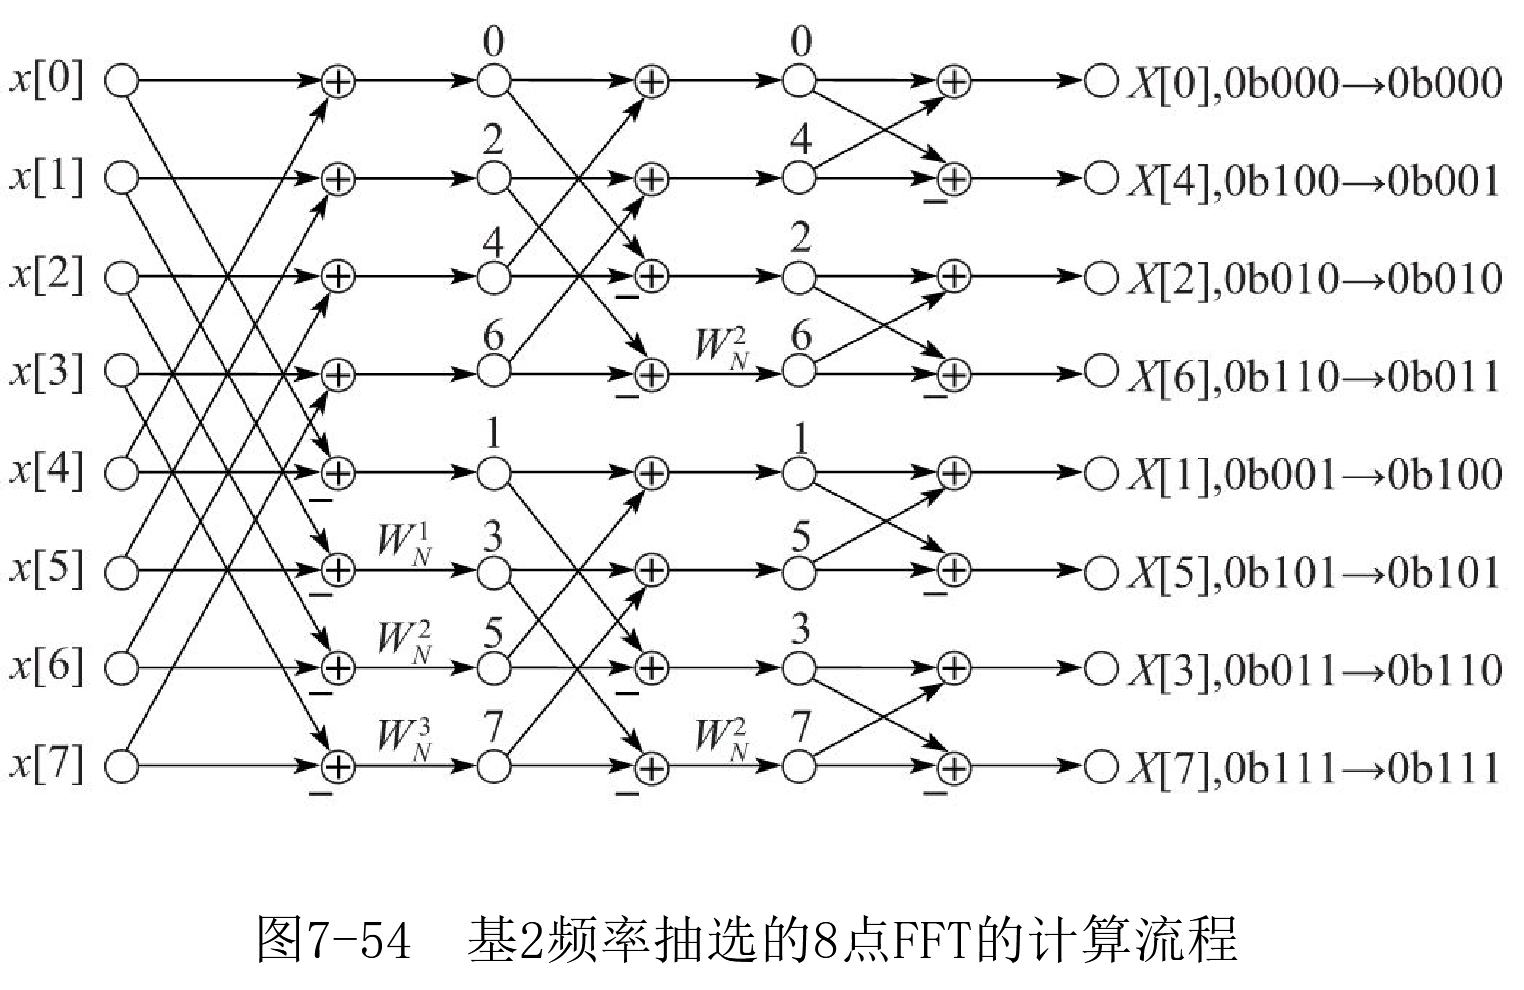 0 0
x[0] X[0],0b000→0b000
2 4
x[1] X[4],0b100→0b001
−
4 2
x[2] X[2],0b010→0b010
−
6 W_N^2 6
x[3] X[6],0b110→0b011
− −
1 1
x[4] X[1],0b001→0b100
−
W_N^1 3 5
x[5] X[5],0b101→0b101
− −
W_N^2 5 3
x[6] X[3],0b011→0b110
− −
W_N^3 7 W_N^2 7
x[7] X[7],0b111→0b111
− − −
图7-54 基2频率抽选的8点FFT的计算流程